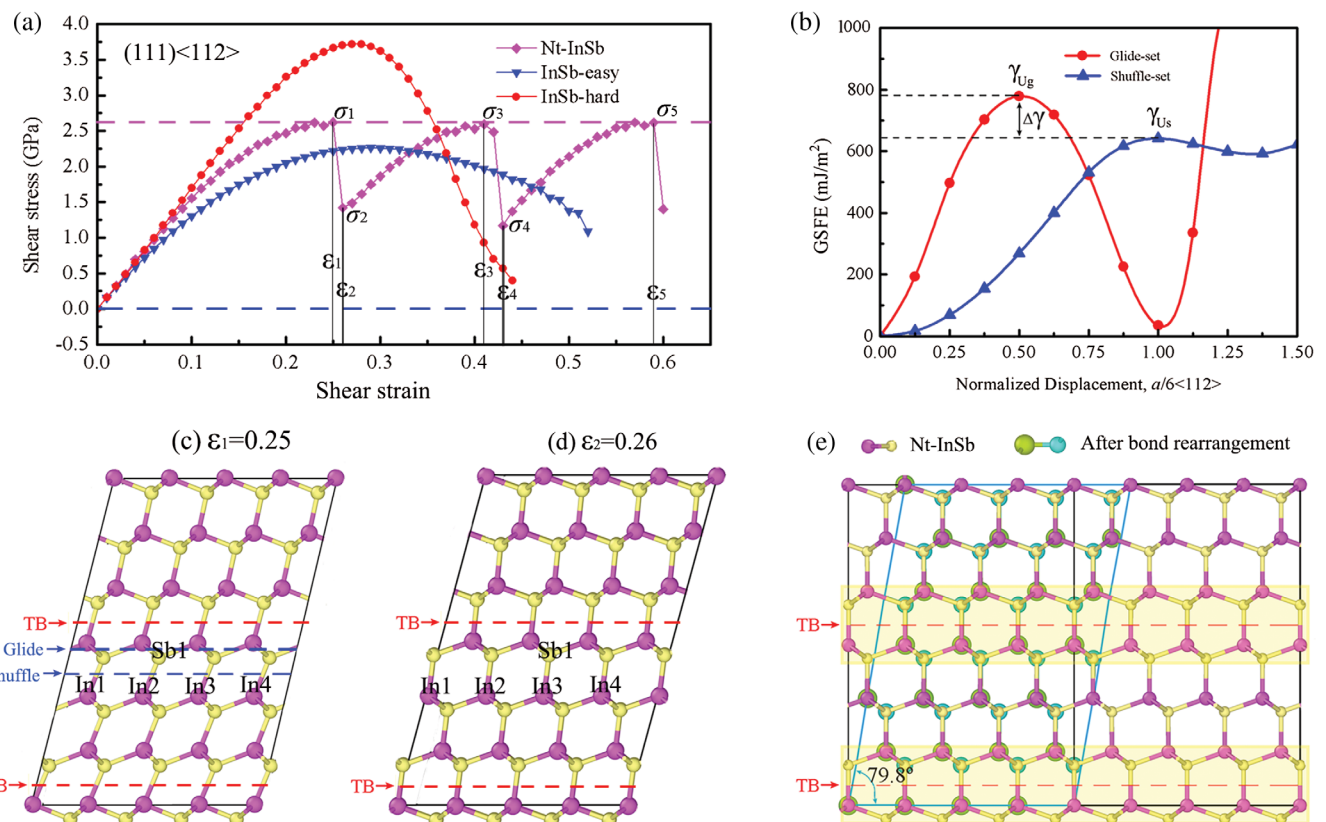 (a)
(111)<112>
Nt-InSb
InSb-easy
InSb-hard
σ1
σ2
σ3
σ4
σ5
ε1
ε2
ε3
ε4
ε5
4.0
3.5
3.0
2.5
2.0
1.5
1.0
0.5
0.0
-0.5
Shear stress (GPa)
0.0 0.1 0.2 0.3 0.4 0.5 0.6
Shear strain
(b)
Glide-set
Shuffle-set
γUg
Δγ
γUs
1000
800
600
400
200
0
GSFE (mJ/m²)
0.00 0.25 0.50 0.75 1.00 1.25 1.50
Normalized Displacement, a/6<112>
(c) ε1=0.25
TB
Glide
Sb1
huffle
In1 In2 In3 In4
B
(d) ε2=0.26
TB
Sb1
In1 In2 In3 In4
TB
(e)
Nt-InSb
After bond rearrangement
TB
79.8°
TB